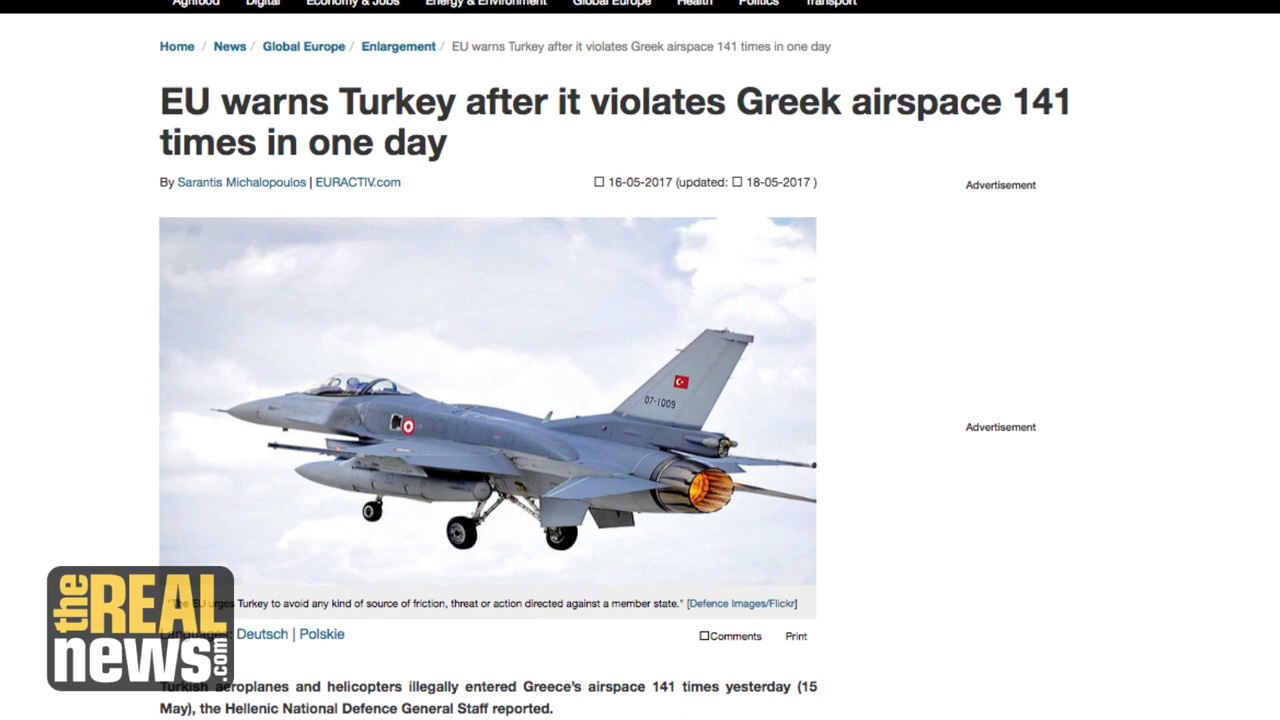 Agrifood Digital Economy & Jobs Energy & Environment Global Europe Health Politics Transport
Home / News / Global Europe / Enlargement / EU warns Turkey after it violates Greek airspace 141 times in one day
EU warns Turkey after it violates Greek airspace 141
times in one day
By Sarantis Michalopoulos | EURACTIV.com
16-05-2017 (updated: 18-05-2017 )
Advertisement
07-1009
Advertisement
"The EU urges Turkey to avoid any kind of source of friction, threat or action directed against a member state." [Defence Images/Flickr]
Languages: Deutsch | Polskie
Comments Print
the REAL
news.com
Turkish aeroplanes and helicopters illegally entered Greece's airspace 141 times yesterday (15
May), the Hellenic National Defence General Staff reported.